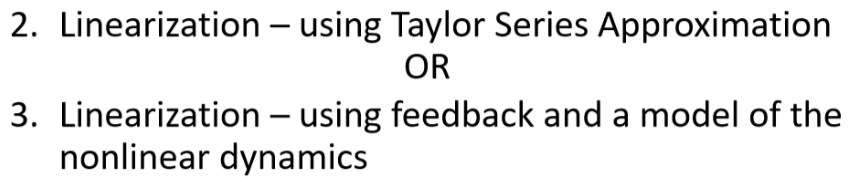 2. Linearization – using Taylor Series Approximation
OR
3. Linearization – using feedback and a model of the
nonlinear dynamics